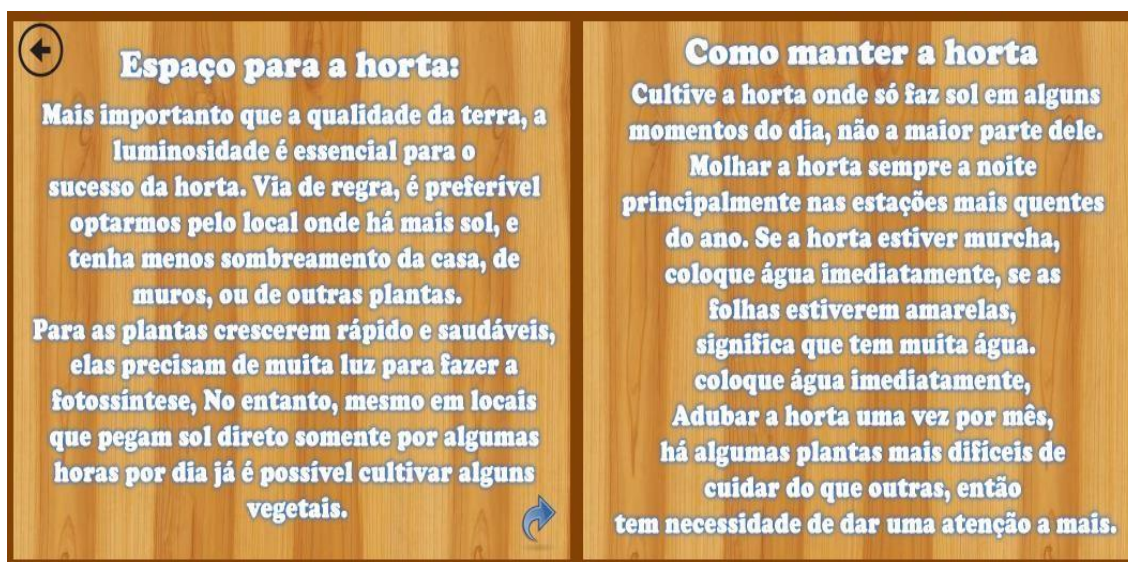 Espaço para a horta:
Mais importanto que a qualidade da terra, a
luminosidade é essencial para o
sucesso da horta. Via de regra, é preferível
optarmos pelo local onde há mais sol, e
tenha menos sombreamento da casa, de
muros, ou de outras plantas.
Para as plantas crescerem rápido e saudáveis,
elas precisam de muita luz para fazer a
fotossíntese, No entanto, mesmo em locais
que pegam sol direto somente por algumas
horas por dia já é possível cultivar alguns
vegetais.
Como manter a horta
Cultive a horta onde só faz sol em alguns
momentos do dia, não a maior parte dele.
Molhar a horta sempre a noite
principalmente nas estações mais quentes
do ano. Se a horta estiver murcha,
coloque água imediatamente, se as
folhas estiverem amarelas,
significa que tem muita água.
coloque água imediatamente,
Adubar a horta uma vez por mês,
há algumas plantas mais difíceis de
cuidar do que outras, então
tem necessidade de dar uma atenção a mais.